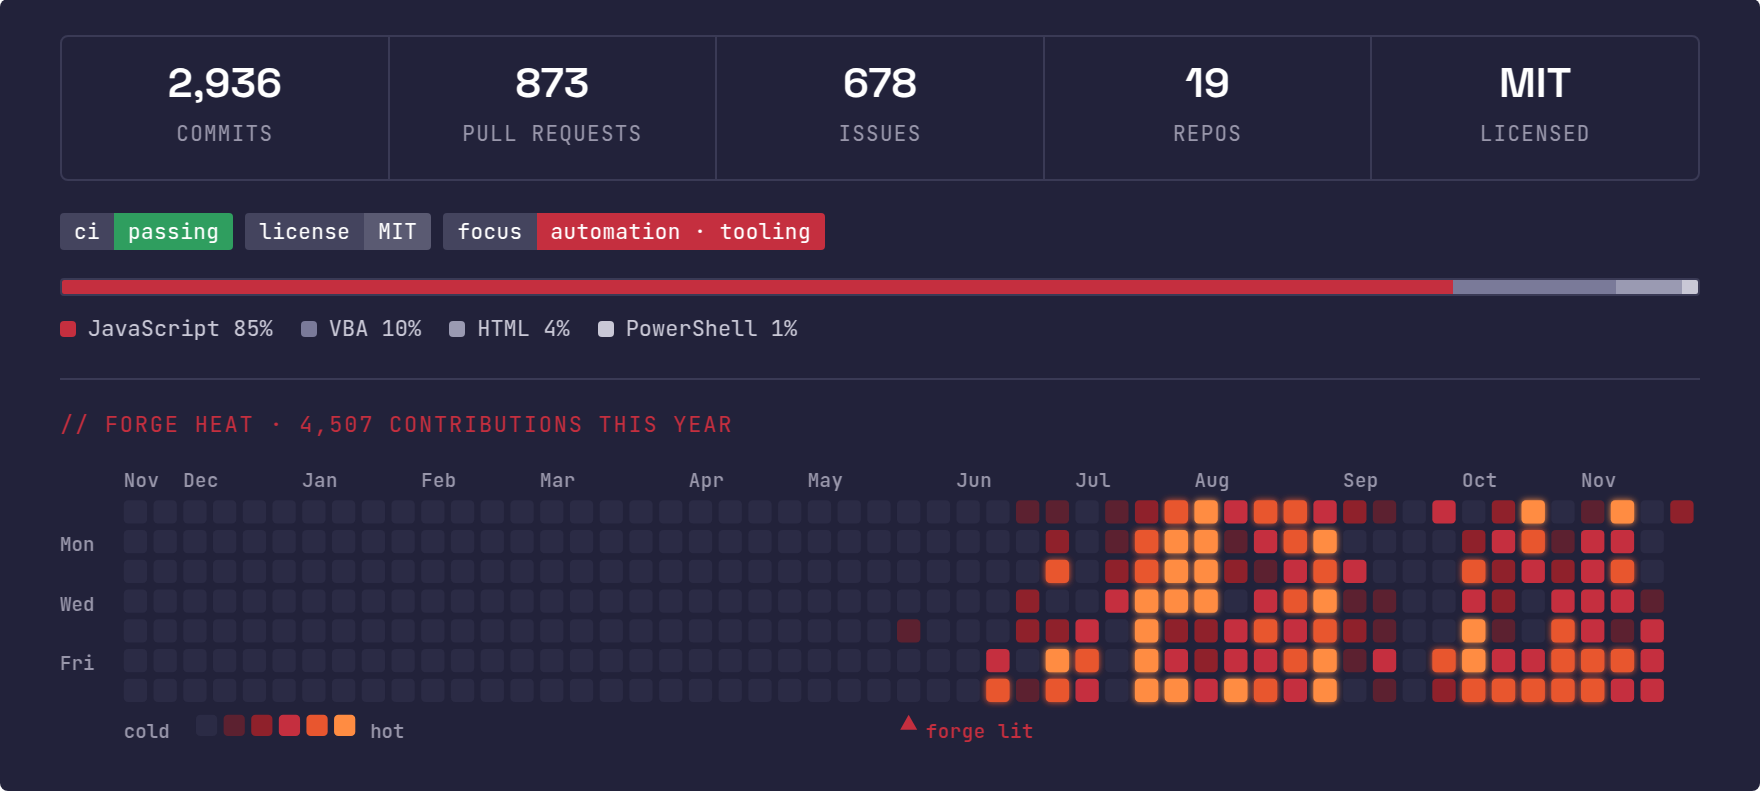 2,936 873 678 19 MIT
COMMITS PULL REQUESTS ISSUES REPOS LICENSED
ci passing license MIT focus automation · tooling
JavaScript 85% VBA 10% HTML 4% PowerShell 1%
// FORGE HEAT · 4,507 CONTRIBUTIONS THIS YEAR
Nov Dec Jan Feb Mar Apr May Jun Jul Aug Sep Oct Nov
Mon
Wed
Fri
cold hot forge lit